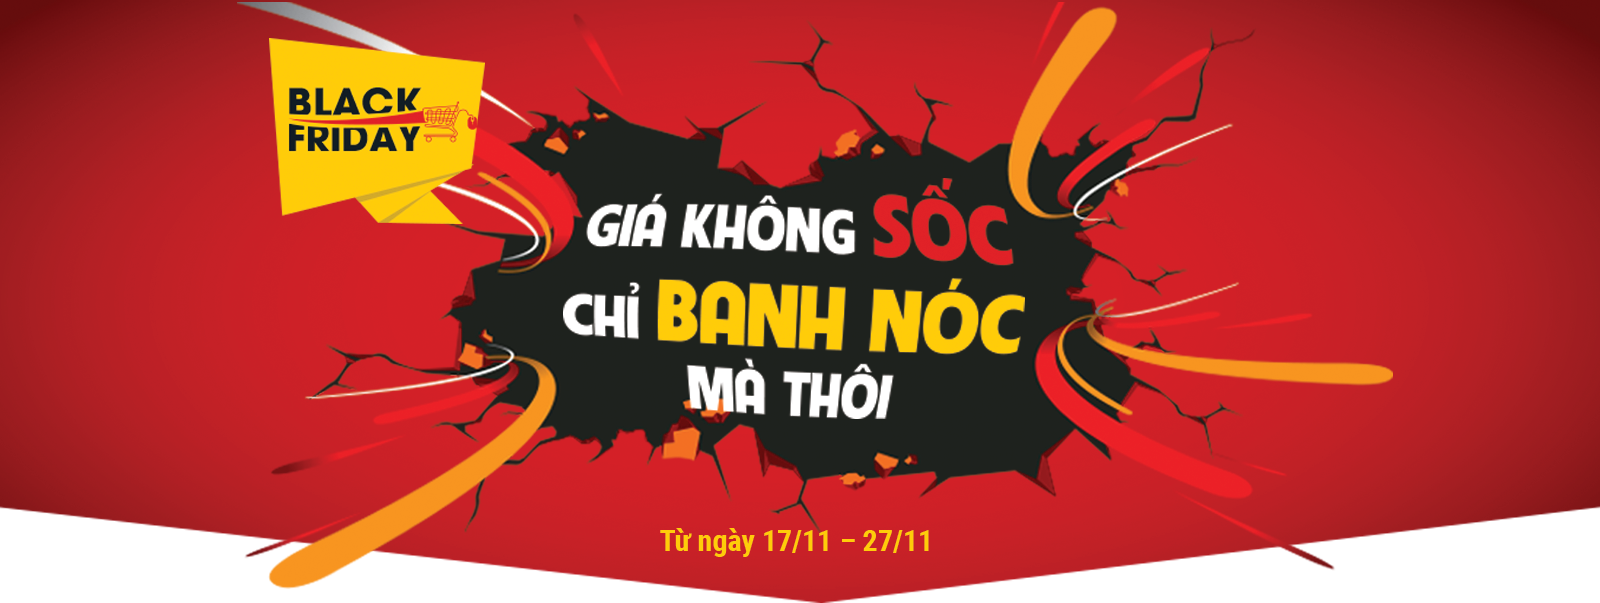 BLACK
FRIDAY
GIÁ KHÔNG SỐC
CHỈ BANH NÓC
MÀ THÔI
Từ ngày 17/11 – 27/11